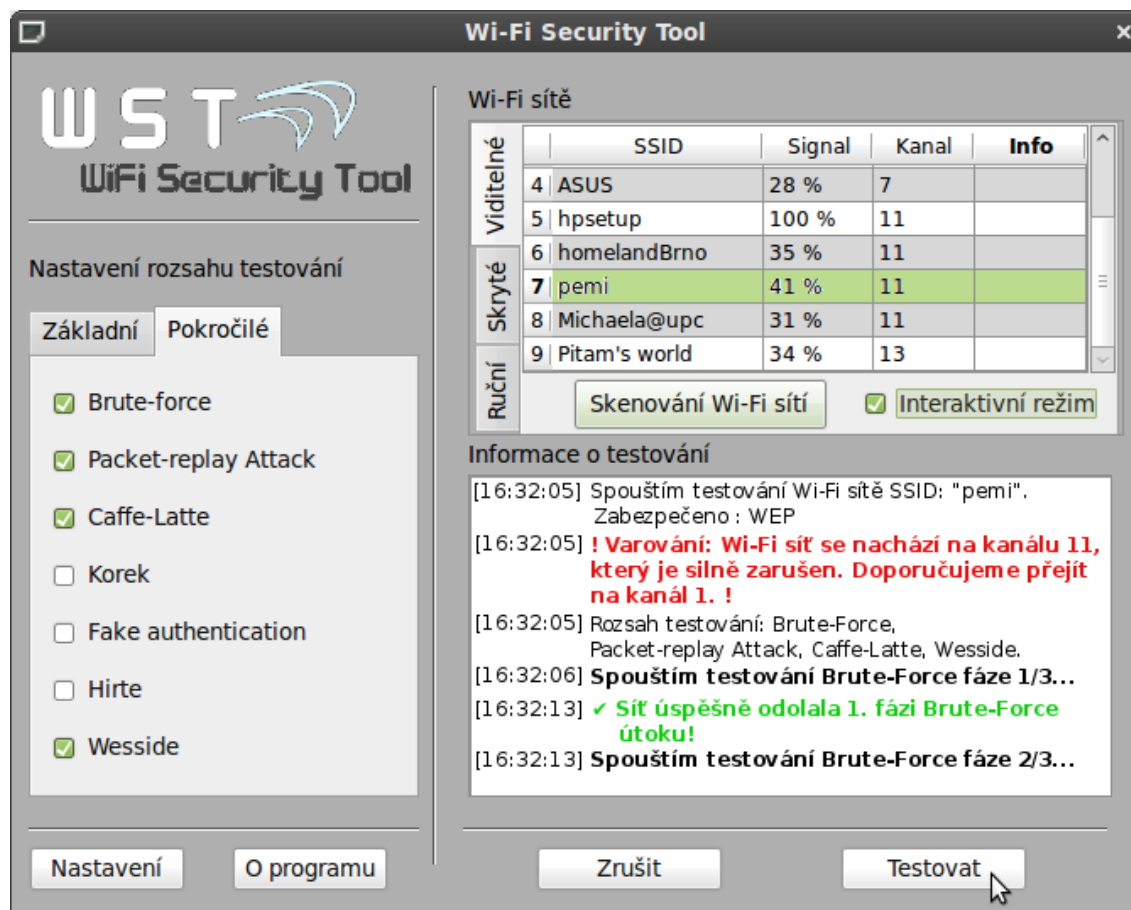 Wi-Fi Security Tool
WST
WiFi Security Tool
Nastavení rozsahu testování
Základní
Pokročilé
Brute-force
Packet-replay Attack
Caffe-Latte
Korek
Fake authentication
Hirte
Wesside
Nastavení
O programu
Wi-Fi sítě
Viditelné
Skryté
Ruční
SSID Signal Kanal Info
4 ASUS 28 % 7
5 hpsetup 100 % 11
6 homelandBrno 35 % 11
7 pemi 41 % 11
8 Michaela@upc 31 % 11
9 Pitam's world 34 % 13
Skenování Wi-Fi sítí
Interaktivní režim
Informace o testování
[16:32:05] Spouštím testování Wi-Fi sítě SSID: "pemi".
Zabezpečeno : WEP
[16:32:05] ! Varování: Wi-Fi síť se nachází na kanálu 11,
který je silně zarušen. Doporučujeme přejít
na kanál 1. !
[16:32:05] Rozsah testování: Brute-Force,
Packet-replay Attack, Caffe-Latte, Wesside.
[16:32:06] Spouštím testování Brute-Force fáze 1/3...
[16:32:13] ✔ Síť úspěšně odolala 1. fázi Brute-Force
útoku!
[16:32:13] Spouštím testování Brute-Force fáze 2/3...
Zrušit
Testovat